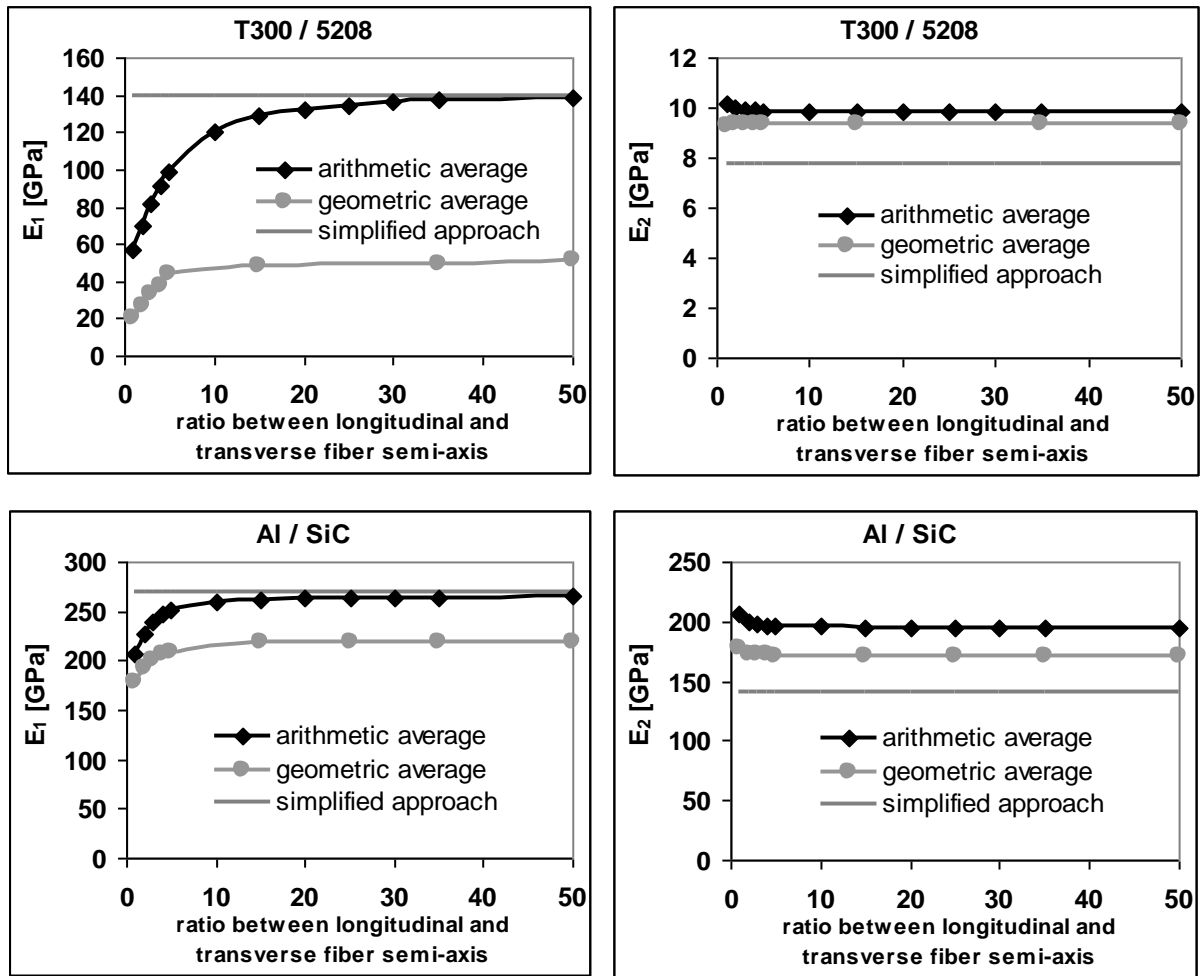 T300 / 5208
160
140
120
100
80
60
40
20
0
E1 [GPa]
arithmetic average
geometric average
simplified approach
0 10 20 30 40 50
ratio between longitudinal and
transverse fiber semi-axis
T300 / 5208
12
10
8
6
4
2
0
E2 [GPa]
arithmetic average
geometric average
simplified approach
0 10 20 30 40 50
ratio between longitudinal and
transverse fiber semi-axis
Al / SiC
300
250
200
150
100
50
0
E1 [GPa]
arithmetic average
geometric average
simplified approach
0 10 20 30 40 50
ratio between longitudinal and
transverse fiber semi-axis
Al / SiC
250
200
150
100
50
0
E2 [GPa]
arithmetic average
geometric average
simplified approach
0 10 20 30 40 50
ratio between longitudinal and
transverse fiber semi-axis